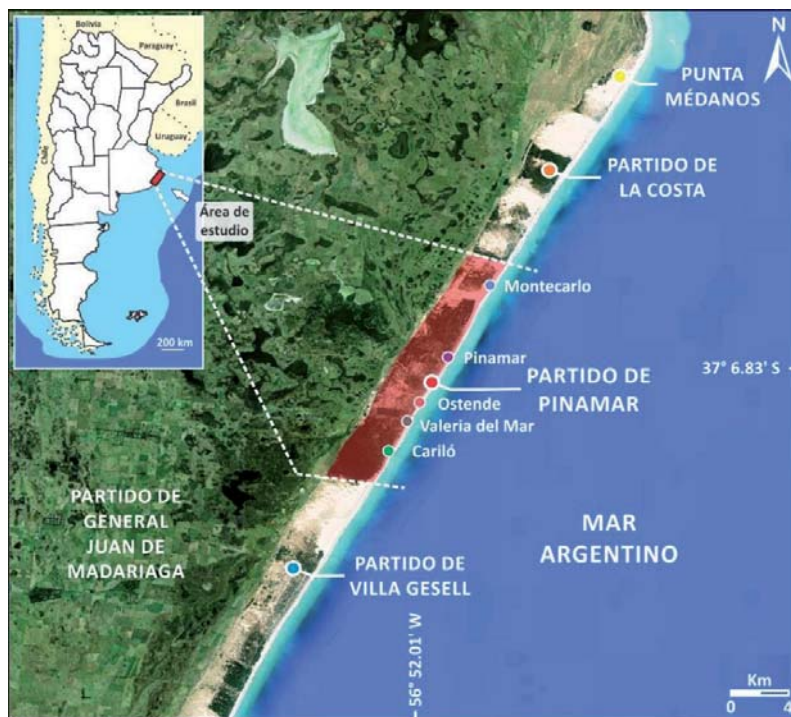 Bolivia
Paraguay
Brasil
Uruguay
Chile
Área de
estudio
200 km
N
PUNTA
MÉDANOS
PARTIDO DE
LA COSTA
Montecarlo
Pinamar
37° 6.83' S
PARTIDO DE
PINAMAR
Ostende
Valeria del Mar
Cariló
PARTIDO DE
GENERAL
JUAN DE
MADARIAGA
MAR
ARGENTINO
PARTIDO DE
VILLA GESELL
56° 52.01' W
Km
0 4